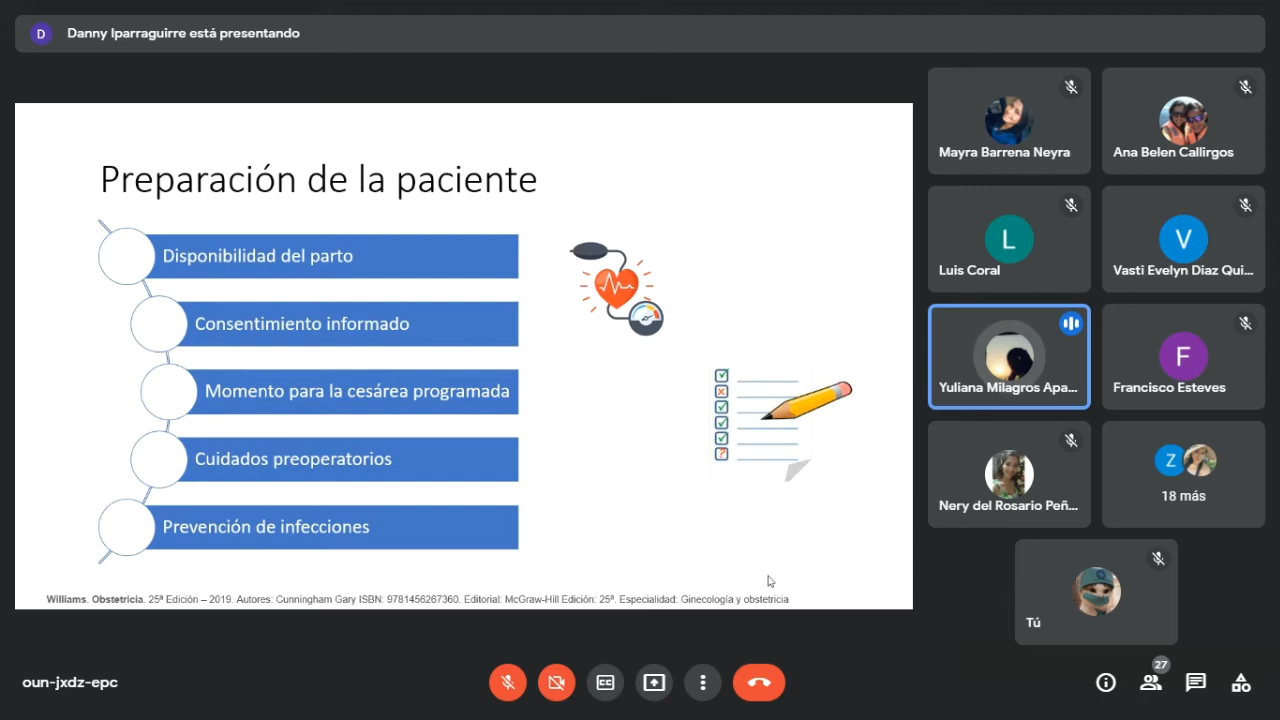 D
Danny Iparraguirre está presentando
Preparación de la paciente
Disponibilidad del parto
Consentimiento informado
Momento para la cesárea programada
Cuidados preoperatorios
Prevención de infecciones
Williams. Obstetricia. 25ª Edición – 2019. Autores: Cunningham Gary ISBN: 9781456267360. Editorial: McGraw-Hill Edición: 25ª. Especialidad: Ginecología y obstetricia
Mayra Barrena Neyra
Ana Belen Callirgos
L
Luis Coral
V
Vasti Evelyn Diaz Qui...
Yuliana Milagros Apa...
F
Francisco Esteves
Nery del Rosario Peñ...
Z
18 más
Tú
oun-jxdz-epc
CC
27